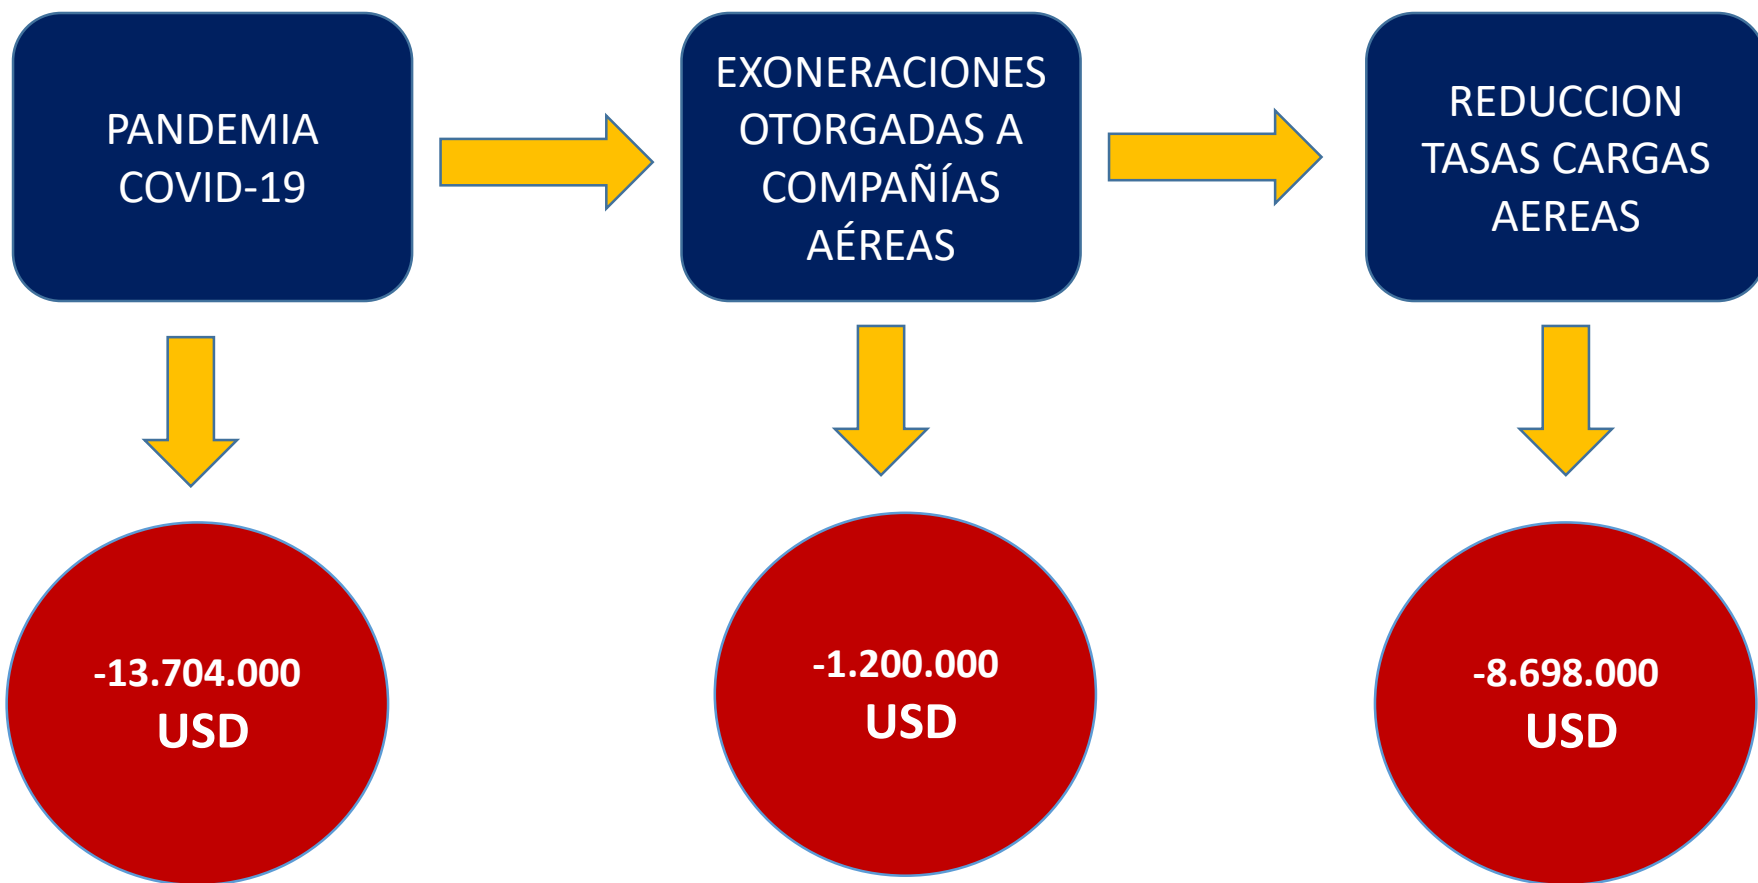 PANDEMIA
COVID-19
EXONERACIONES
OTORGADAS A
COMPAÑÍAS
AÉREAS
REDUCCION
TASAS CARGAS
AEREAS
-13.704.000
USD
-1.200.000
USD
-8.698.000
USD